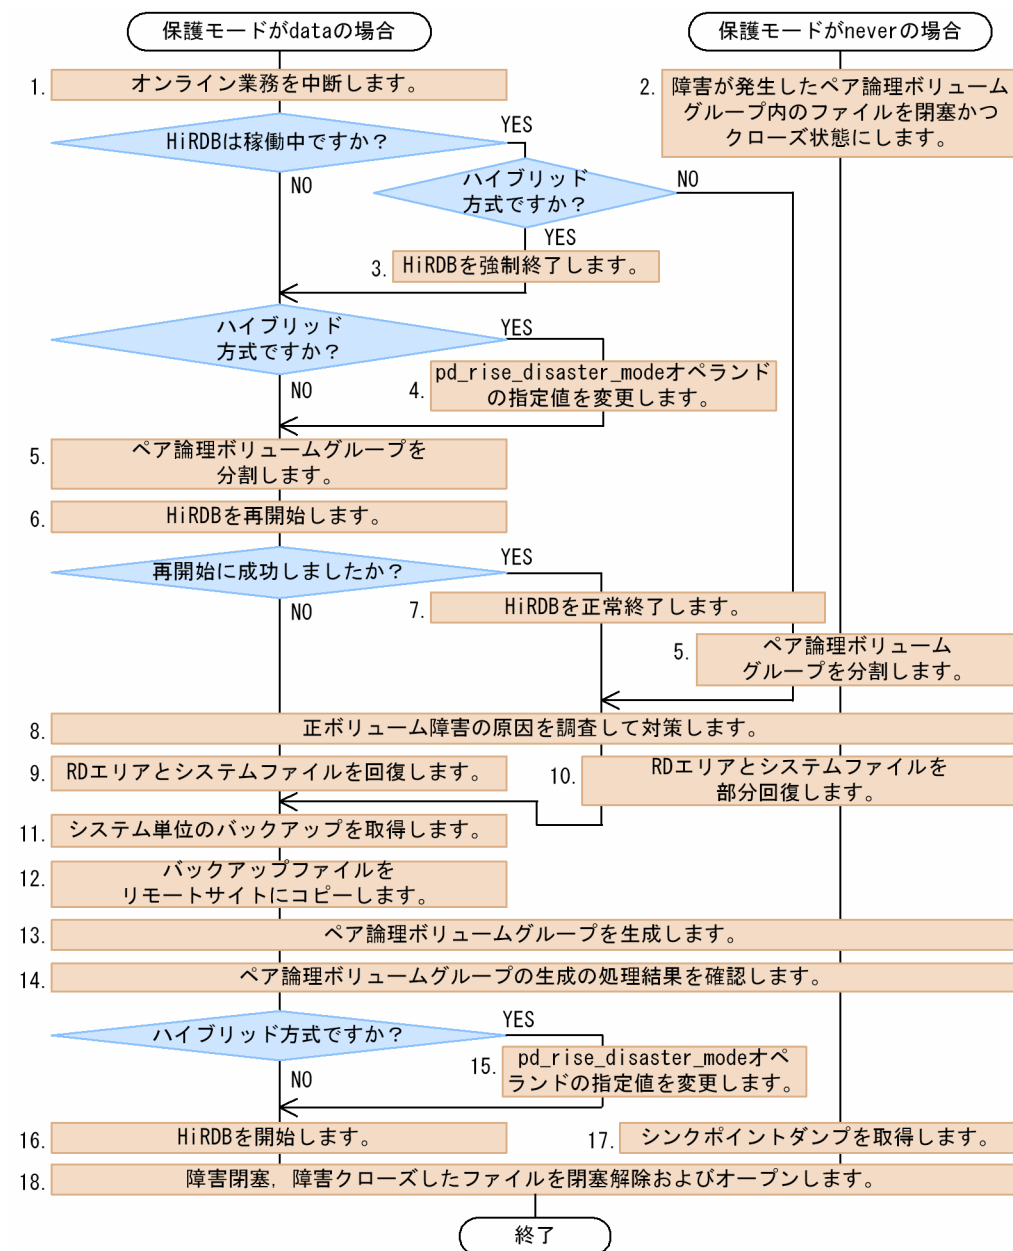 保護モードがdataの場合
保護モードがneverの場合
1.
オンライン業務を中断します。
2.
障害が発生したペア論理ボリューム
グループ内のファイルを閉塞かつ
クローズ状態にします。
HiRDBは稼働中ですか？
YES
NO
ハイブリッド
方式ですか？
NO
YES
3.
HiRDBを強制終了します。
ハイブリッド
方式ですか？
YES
NO
4.
pd_rise_disaster_modeオペランド
の指定値を変更します。
5.
ペア論理ボリュームグループを
分割します。
6.
HiRDBを再開始します。
再開始に成功しましたか？
YES
NO
7.
HiRDBを正常終了します。
5.
ペア論理ボリューム
グループを分割します。
8.
正ボリューム障害の原因を調査して対策します。
9.
RDエリアとシステムファイルを回復します。
10.
RDエリアとシステムファイルを
部分回復します。
11.
システム単位のバックアップを取得します。
12.
バックアップファイルを
リモートサイトにコピーします。
13.
ペア論理ボリュームグループを生成します。
14.
ペア論理ボリュームグループの生成の処理結果を確認します。
ハイブリッド方式ですか？
YES
NO
15.
pd_rise_disaster_modeオペ
ランドの指定値を変更します。
16.
HiRDBを開始します。
17.
シンクポイントダンプを取得します。
18.
障害閉塞，障害クローズしたファイルを閉塞解除およびオープンします。
終了